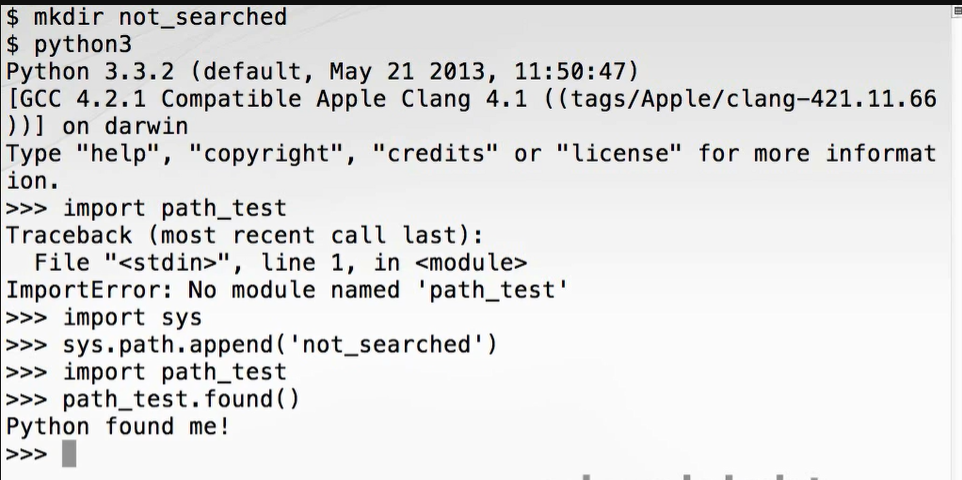 $ mkdir not_searched
$ python3
Python 3.3.2 (default, May 21 2013, 11:50:47)
[GCC 4.2.1 Compatible Apple Clang 4.1 ((tags/Apple/clang-421.11.66
))] on darwin
Type "help", "copyright", "credits" or "license" for more informat
ion.
>>> import path_test
Traceback (most recent call last):
  File "<stdin>", line 1, in <module>
ImportError: No module named 'path_test'
>>> import sys
>>> sys.path.append('not_searched')
>>> import path_test
>>> path_test.found()
Python found me!
>>>